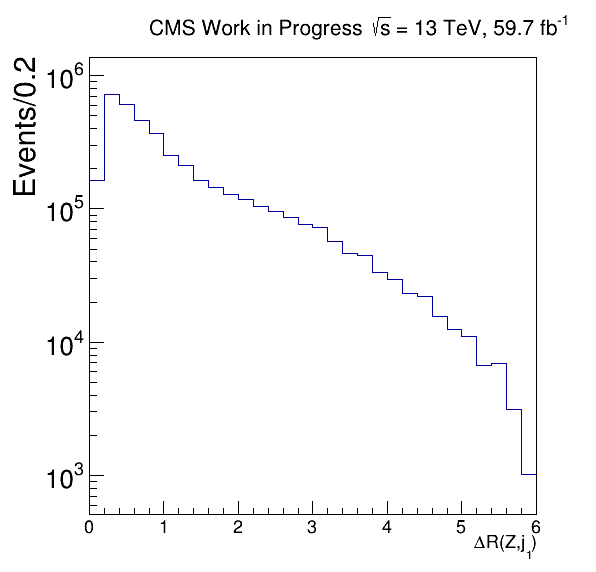 CMS Work in Progress √s = 13 TeV, 59.7 fb⁻¹
Events/0.2
10⁶
10⁵
10⁴
10³
0 1 2 3 4 5 6
ΔR(Z,j₁)